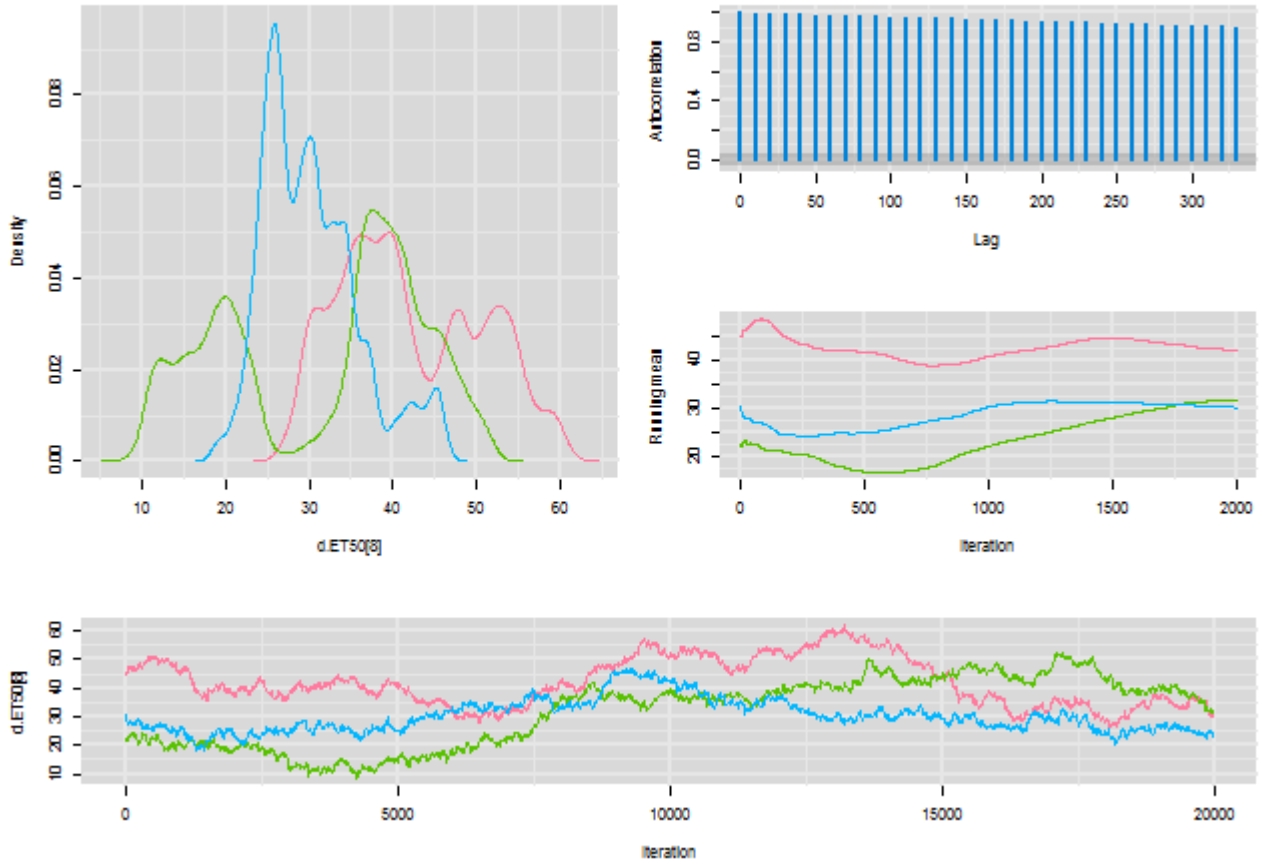 Density
0.00 0.02 0.04 0.06 0.08
10 20 30 40 50 60
d.ET50[8]
Autocorrelation
0.0 0.4 0.8
0 50 100 150 200 250 300
Lag
Running mean
20 30 40
0 500 1000 1500 2000
Iteration
d.ET50[8]
10 20 30 40 50 60
0 5000 10000 15000 20000
Iteration